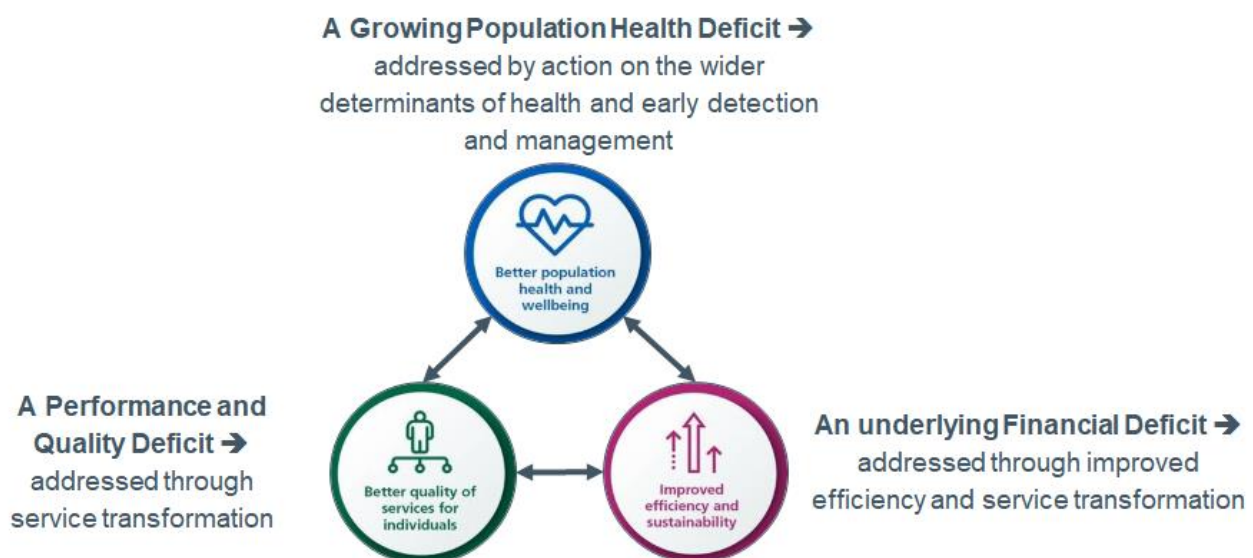 A Growing Population Health Deficit ➔
addressed by action on the wider
determinants of health and early detection
and management
Better population
health and
wellbeing
A Performance and
Quality Deficit ➔
addressed through
service transformation
Better quality of
services for
individuals
Improved
efficiency and
sustainability
An underlying Financial Deficit ➔
addressed through improved
efficiency and service transformation